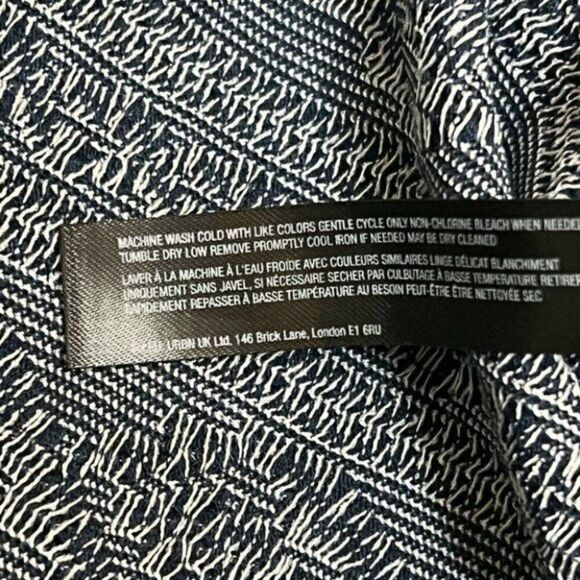 MACHINE WASH COLD WITH LIKE COLORS GENTLE CYCLE ONLY NON-CHLORINE BLEACH WHEN NEEDED
TUMBLE DRY LOW REMOVE PROMPTLY COOL IRON IF NEEDED MAY BE DRY CLEANED
LAVER À LA MACHINE À L'EAU FROÍDE AVEC COULEURS SIMILAIRES LINGE DÉLICAT BLANCHIMENT
UNIQUEMENT SANS JAVEL, SI NÉCESSAIRE SECHER PAR CULBUTAGE À BASSE TEMPERATURE RETIRER
RAPIDEMENT REPASSER À BASSE TEMPÉRATURE AU BESOIN PEUT-ÊTRE ÊTRE NETTOYÉE SEC
URBN UK Ltd. 146 Brick Lane, London E1 6RU